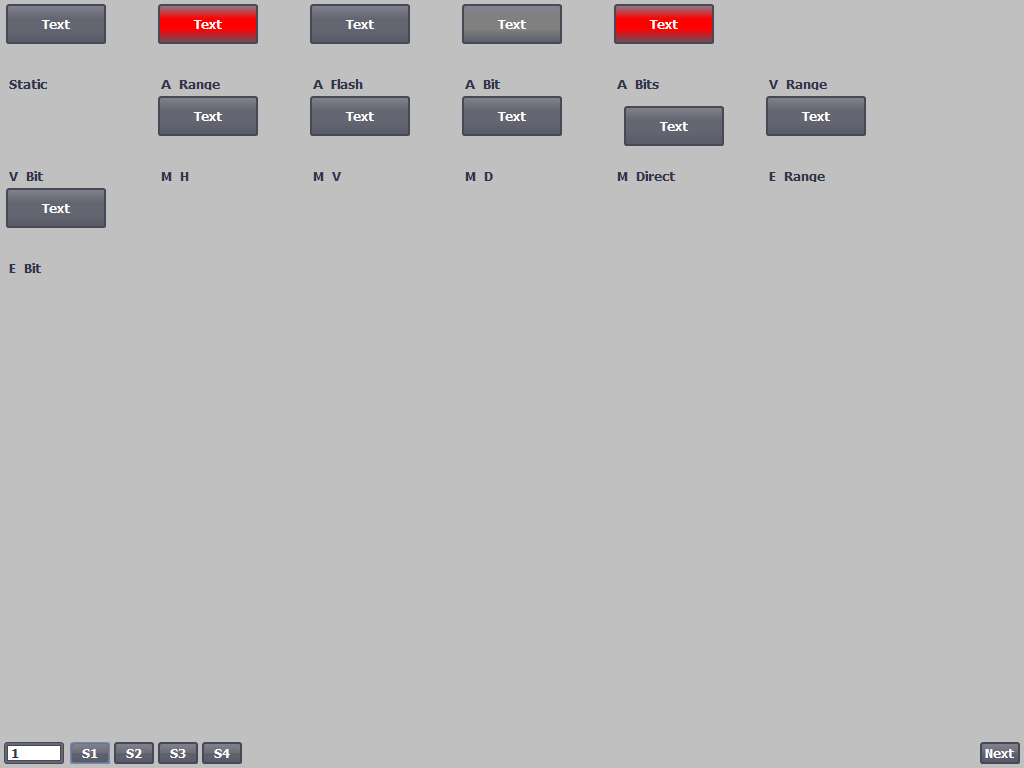 Text Text Text Text Text
Static A Range A Flash A Bit A Bits V Range
Text Text Text Text Text
V Bit M H M V M D M Direct E Range
Text
E Bit
1 S1 S2 S3 S4 Next